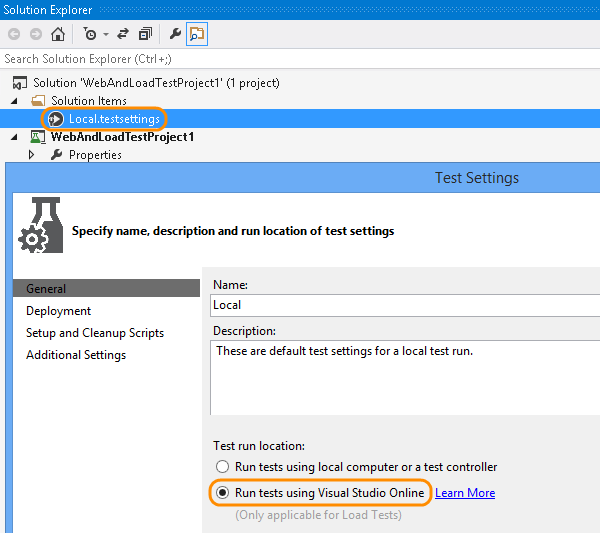 Solution Explorer
Search Solution Explorer (Ctrl+;)
Solution 'WebAndLoadTestProject1' (1 project)
Solution Items
Local.testsettings
WebAndLoadTestProject1
Properties
Test Settings
Specify name, description and run location of test settings
General
Deployment
Setup and Cleanup Scripts
Additional Settings
Name:
Local
Description:
These are default test settings for a local test run.
Test run location:
Run tests using local computer or a test controller
Run tests using Visual Studio Online Learn More
(Only applicable for Load Tests)